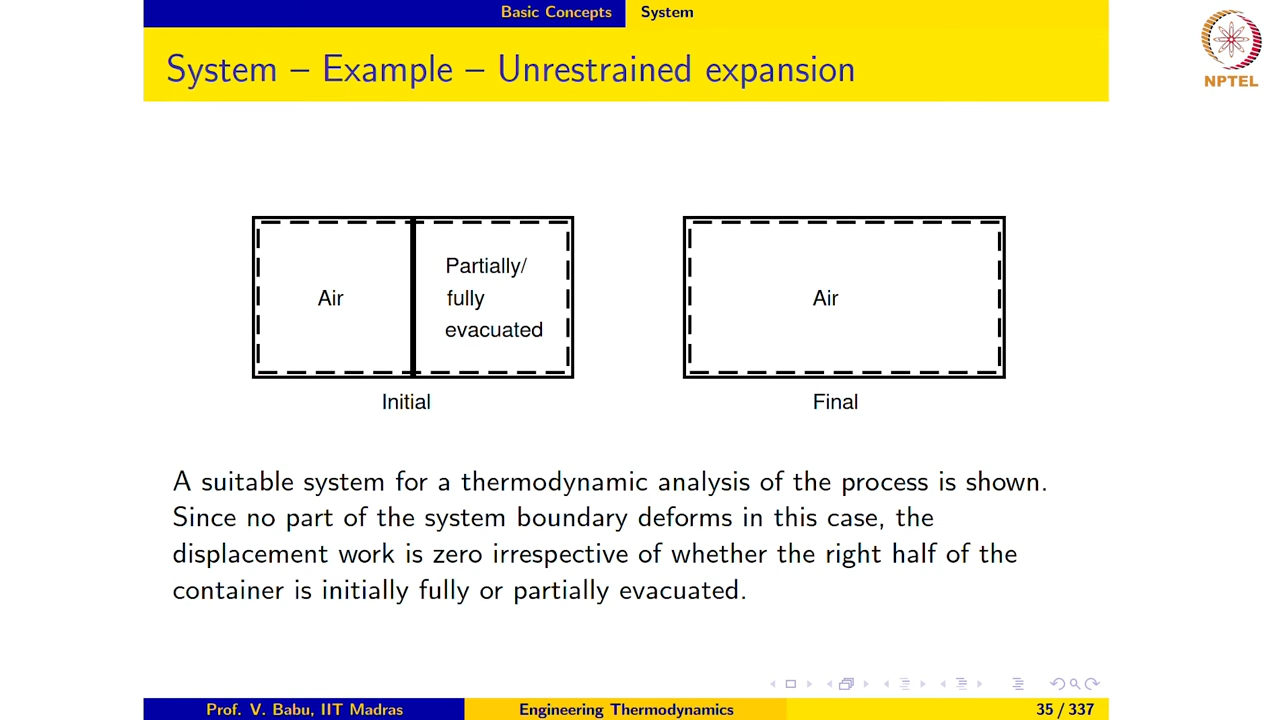 Basic Concepts System
NPTEL
System – Example – Unrestrained expansion
Air
Partially/
fully
evacuated
Air
Initial
Final
A suitable system for a thermodynamic analysis of the process is shown.
Since no part of the system boundary deforms in this case, the
displacement work is zero irrespective of whether the right half of the
container is initially fully or partially evacuated.
Prof. V. Babu, IIT Madras Engineering Thermodynamics 35 / 337